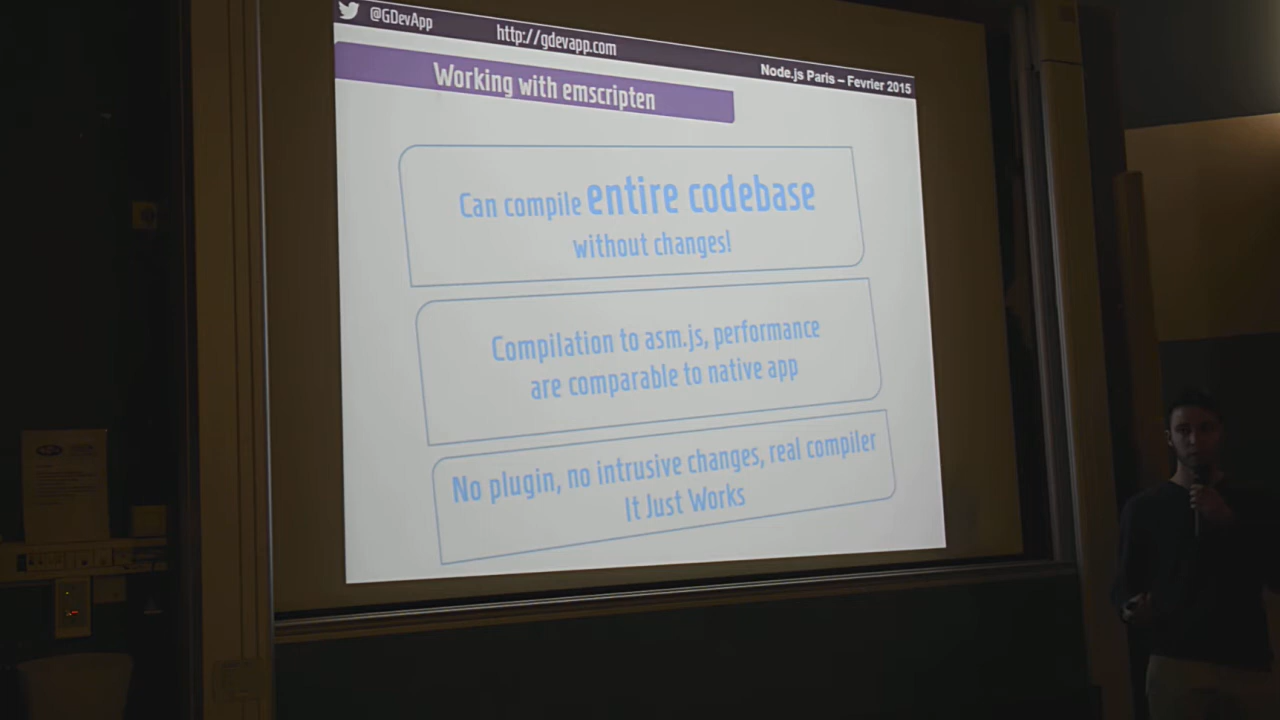 @GDevApp
http://gdevapp.com
Node.js Paris – Fevrier 2015
Working with emscripten
Can compile entire codebase
without changes!
Compilation to asm.js, performance
are comparable to native app
No plugin, no intrusive changes, real compiler
It Just Works